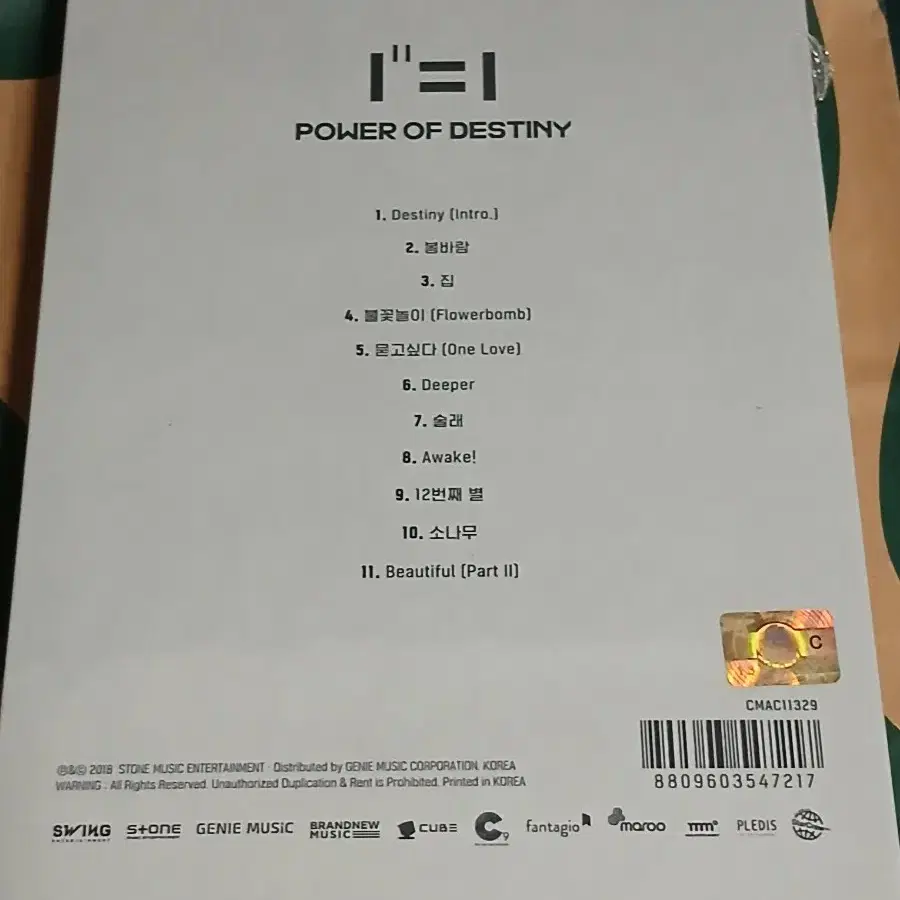 1"=1
POWER OF DESTINY
1. Destiny (Intro.)
2. 봄바람
3. 집
4. 불꽃놀이 (Flowerbomb)
5. 묻고싶다 (One Love)
6. Deeper
7. 술래
8. Awake!
9. 12번째 별
10. 소나무
11. Beautiful (Part II)
C
CMAC11329
8809603547217
℗&© 2018 STONE MUSIC ENTERTAINMENT · Distributed by GENIE MUSIC CORPORATION, KOREA
WARNING : All Rights Reserved. Unauthorized Duplication & Rent is Prohibited. Printed in KOREA
SWING ENTERTAINMENT STONE GENIE MUSIC BRANDNEW MUSIC CUBE C9 fantagio maroo mm PLEDIS